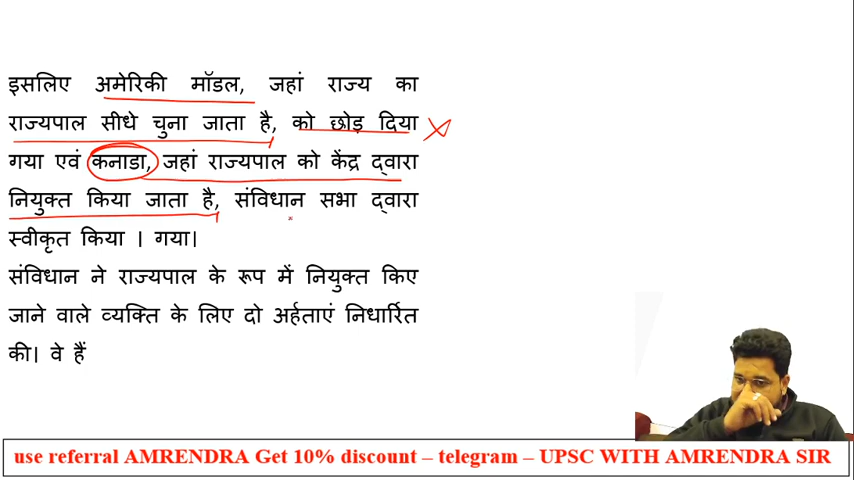 इसलिए अमेरिकी मॉडल, जहां राज्य का
राज्यपाल सीधे चुना जाता है, को छोड़ दिया
गया एवं कनाडा, जहां राज्यपाल को केंद्र द्वारा
नियुक्त किया जाता है, संविधान सभा द्वारा
स्वीकृत किया । गया।
संविधान ने राज्यपाल के रूप में नियुक्त किए
जाने वाले व्यक्ति के लिए दो अर्हताएं निर्धारित
की। वे हैं
use referral AMRENDRA Get 10% discount – telegram – UPSC WITH AMRENDRA SIR